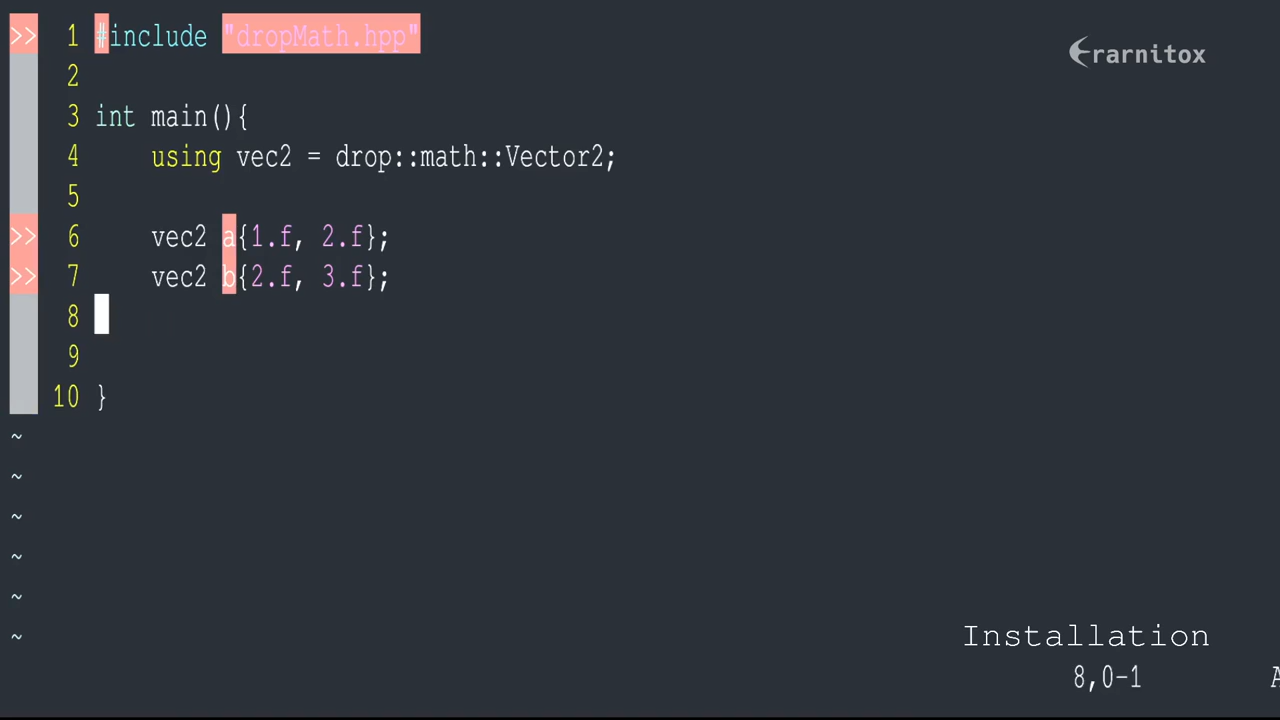 >> 1 #include "dropMath.hpp"
erarnitox
2
3 int main(){
4     using vec2 = drop::math::Vector2;
5
>> 6     vec2 a{1.f, 2.f};
>> 7     vec2 b{2.f, 3.f};
8
9
10 }
~
~
~
~
~
~
Installation
8,0-1 A